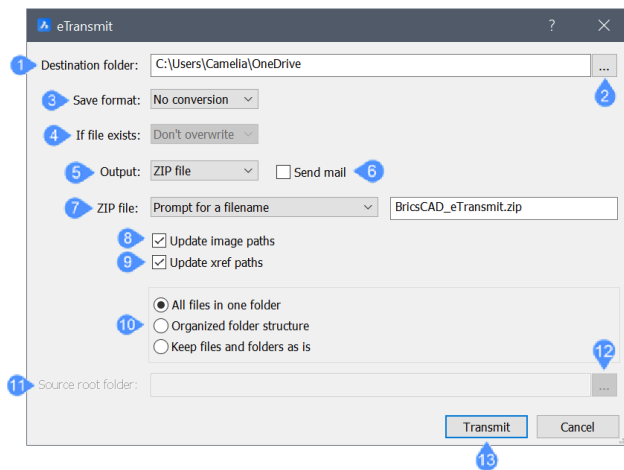 eTransmit ? ×
1 Destination folder: C:\Users\Camelia\OneDrive ...
2
3 Save format: No conversion
4 If file exists: Don't overwrite
5 Output: ZIP file Send mail 6
7 ZIP file: Prompt for a filename BricsCAD_eTransmit.zip
8 Update image paths
9 Update xref paths
All files in one folder
10 Organized folder structure
Keep files and folders as is
12
11 Source root folder: ...
Transmit Cancel
13